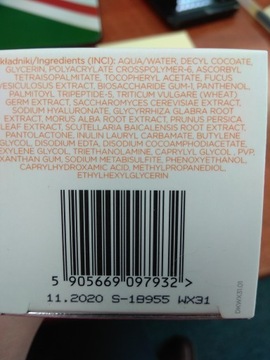 kładniki/Ingredients (INCI): AQUA/WATER, DECYL COCOATE,
GLYCERIN, POLYACRYLATE CROSSPOLYMER-6, ASCORBYL
TETRAISOPALMITATE, TOCOPHERYL ACETATE, FUCUS
VESICULOSUS EXTRACT, BIOSACCHARIDE GUM-1, PANTHENOL,
PALMITOYL TRIPEPTIDE-5, TRITICUM VULGARE (WHEAT)
GERM EXTRACT, SACCHAROMYCES CEREVISIAE EXTRACT,
SODIUM HYALURONATE, GLYCYRRHIZA GLABRA ROOT
EXTRACT, MORUS ALBA ROOT EXTRACT, PRUNUS PERSICA
LEAF EXTRACT, SCUTELLARIA BAICALENSIS ROOT EXTRACT,
PANTOLACTONE, INULIN LAURYL CARBAMATE, BUTYLENE
GLYCOL, DISODIUM EDTA, DISODIUM COCOAMPHODIACETATE,
EXYLENE GLYCOL, TRIETHANOLAMINE, CAPRYLYL GLYCOL, PVP,
XANTHAN GUM, SODIUM METABISULFITE, PHENOXYETHANOL,
CAPRYLHYDROXAMIC ACID, METHYLPROPANEDIOL,
ETHYLHEXYLGLYCERIN
5 905669 097932 >
11.2020 S-18955 WX31